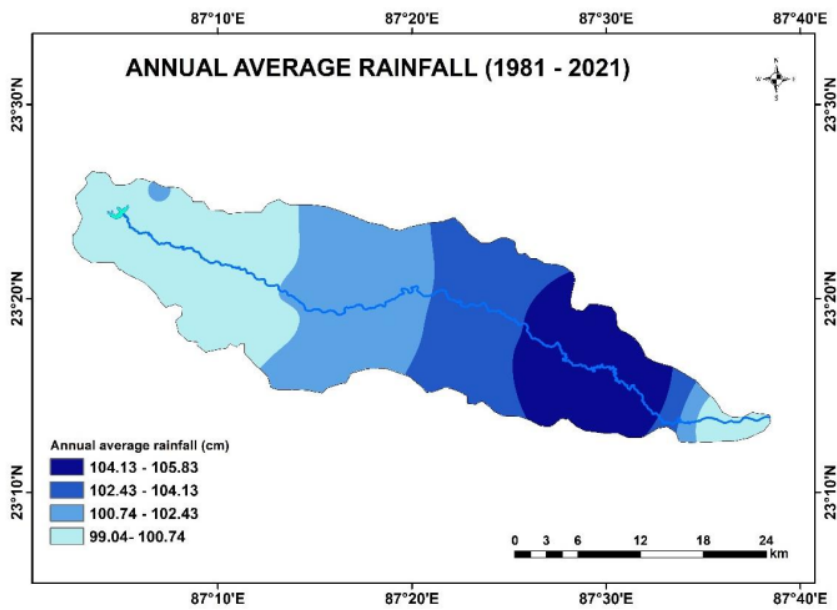 87°10'E 87°20'E 87°30'E 87°40'E
ANNUAL AVERAGE RAINFALL (1981 - 2021)
N
W E
S
23°30'N 23°30'N
23°20'N 23°20'N
23°10'N 23°10'N
Annual average rainfall (cm)
104.13 - 105.83
102.43 - 104.13
100.74 - 102.43
99.04- 100.74
0 3 6 12 18 24
km
87°10'E 87°20'E 87°30'E 87°40'E